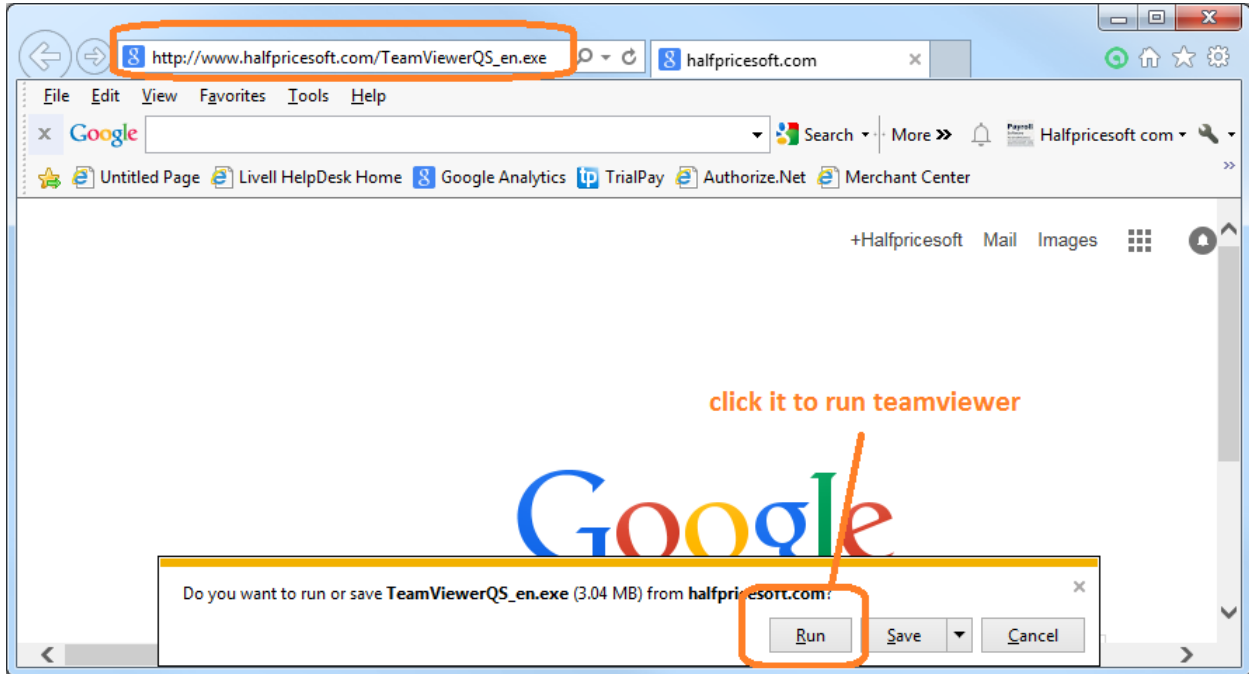 http://www.halfpricesoft.com/TeamViewerQS_en.exe halfpricesoft.com
File Edit View Favorites Tools Help
x Google Search More » Halfpricesoft com
Untitled Page Livell HelpDesk Home Google Analytics tp TrialPay Authorize.Net Merchant Center »
+Halfpricesoft Mail Images
click it to run teamviewer
Google
Do you want to run or save TeamViewerQS_en.exe (3.04 MB) from halfpricesoft.com?
Run Save Cancel